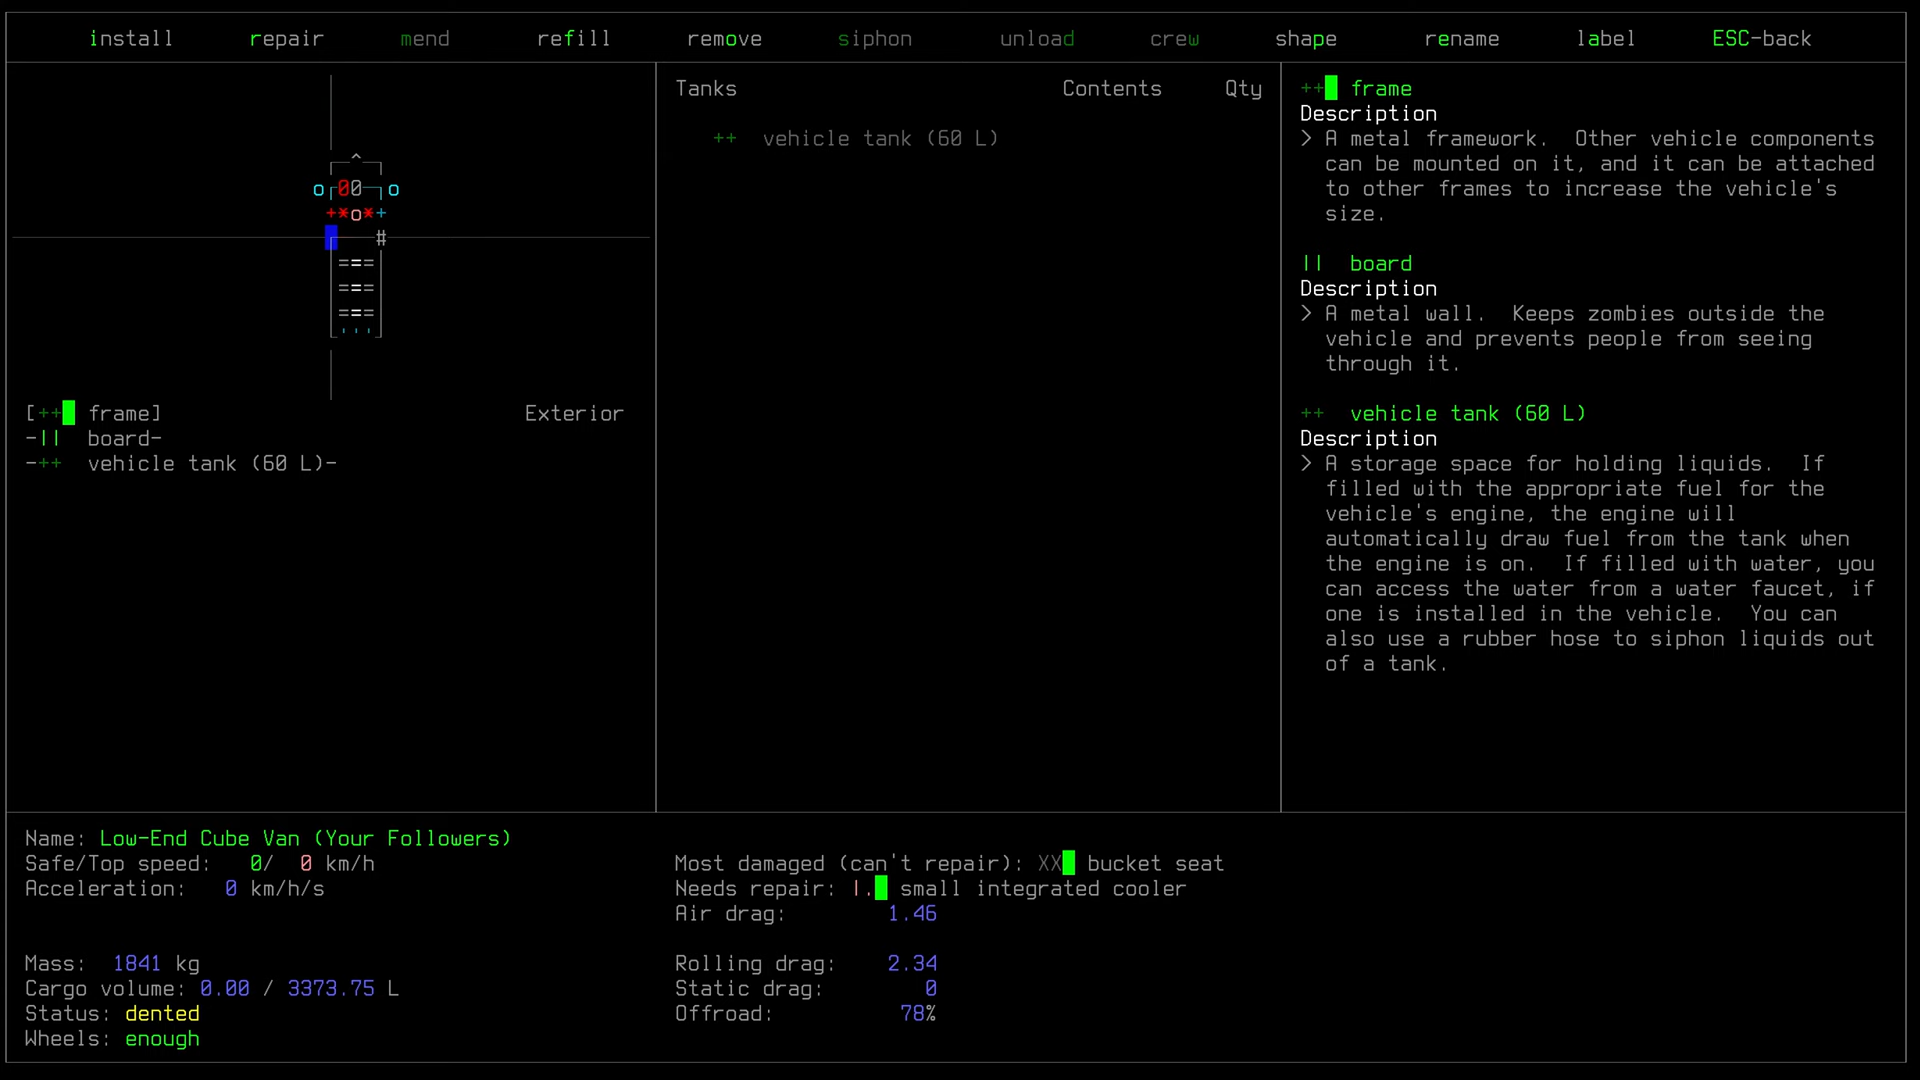 install repair mend refill remove siphon unload crew shape rename label ESC-back
Tanks Contents Qty
++ vehicle tank (60 L)
[++ frame] Exterior
-|| board-
-++ vehicle tank (60 L)-
++ frame
Description
> A metal framework. Other vehicle components
can be mounted on it, and it can be attached
to other frames to increase the vehicle's
size.
|| board
Description
> A metal wall. Keeps zombies outside the
vehicle and prevents people from seeing
through it.
++ vehicle tank (60 L)
Description
> A storage space for holding liquids. If
filled with the appropriate fuel for the
vehicle's engine, the engine will
automatically draw fuel from the tank when
the engine is on. If filled with water, you
can access the water from a water faucet, if
one is installed in the vehicle. You can
also use a rubber hose to siphon liquids out
of a tank.
Name: Low-End Cube Van (Your Followers)
Safe/Top speed: 0/ 0 km/h
Acceleration: 0 km/h/s
Mass: 1841 kg
Cargo volume: 0.00 / 3373.75 L
Status: dented
Wheels: enough
Most damaged (can't repair): XX bucket seat
Needs repair: |. small integrated cooler
Air drag: 1.46
Rolling drag: 2.34
Static drag: 0
Offroad: 78%